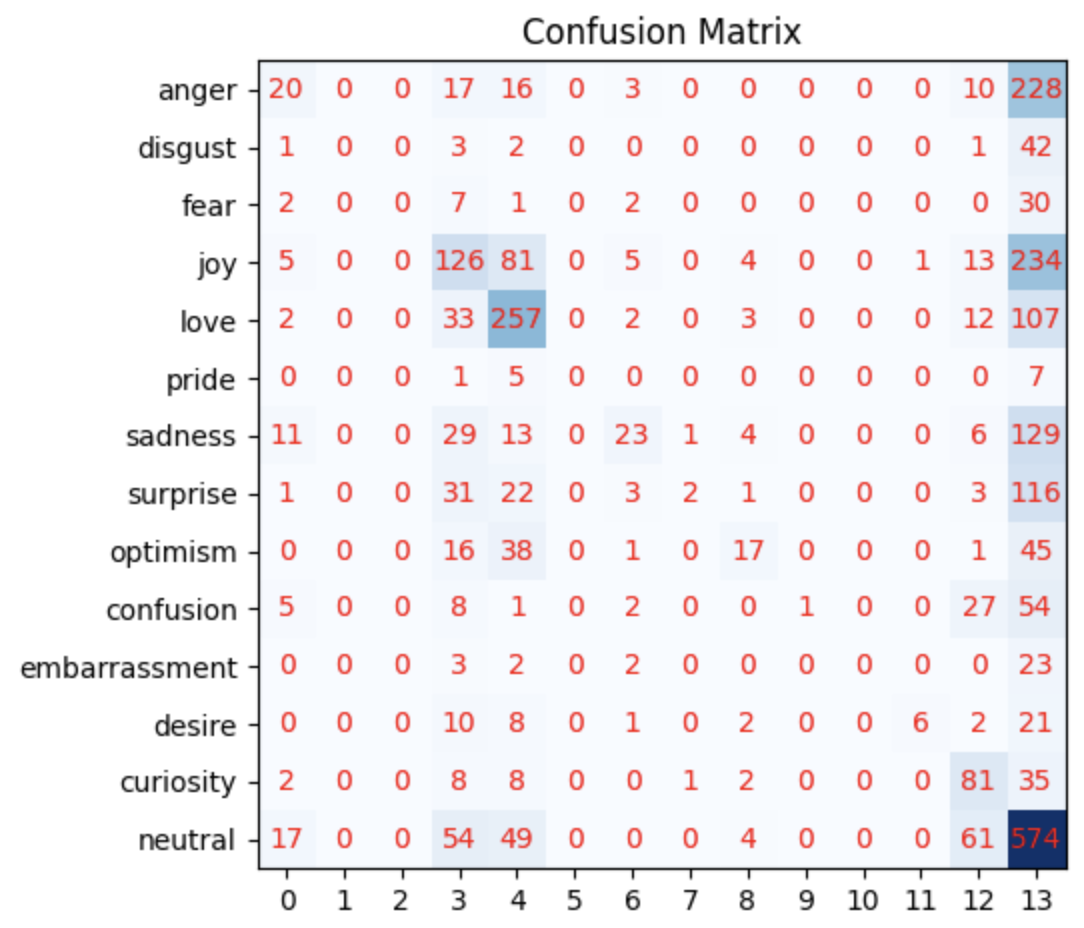 Confusion Matrix
anger 20 0 0 17 16 0 3 0 0 0 0 0 10 228
disgust 1 0 0 3 2 0 0 0 0 0 0 0 1 42
fear 2 0 0 7 1 0 2 0 0 0 0 0 0 30
joy 5 0 0 126 81 0 5 0 4 0 0 1 13 234
love 2 0 0 33 257 0 2 0 3 0 0 0 12 107
pride 0 0 0 1 5 0 0 0 0 0 0 0 0 7
sadness 11 0 0 29 13 0 23 1 4 0 0 0 6 129
surprise 1 0 0 31 22 0 3 2 1 0 0 0 3 116
optimism 0 0 0 16 38 0 1 0 17 0 0 0 1 45
confusion 5 0 0 8 1 0 2 0 0 1 0 0 27 54
embarrassment 0 0 0 3 2 0 2 0 0 0 0 0 0 23
desire 0 0 0 10 8 0 1 0 2 0 0 6 2 21
curiosity 2 0 0 8 8 0 0 1 2 0 0 0 81 35
neutral 17 0 0 54 49 0 0 0 4 0 0 0 61 574
0 1 2 3 4 5 6 7 8 9 10 11 12 13